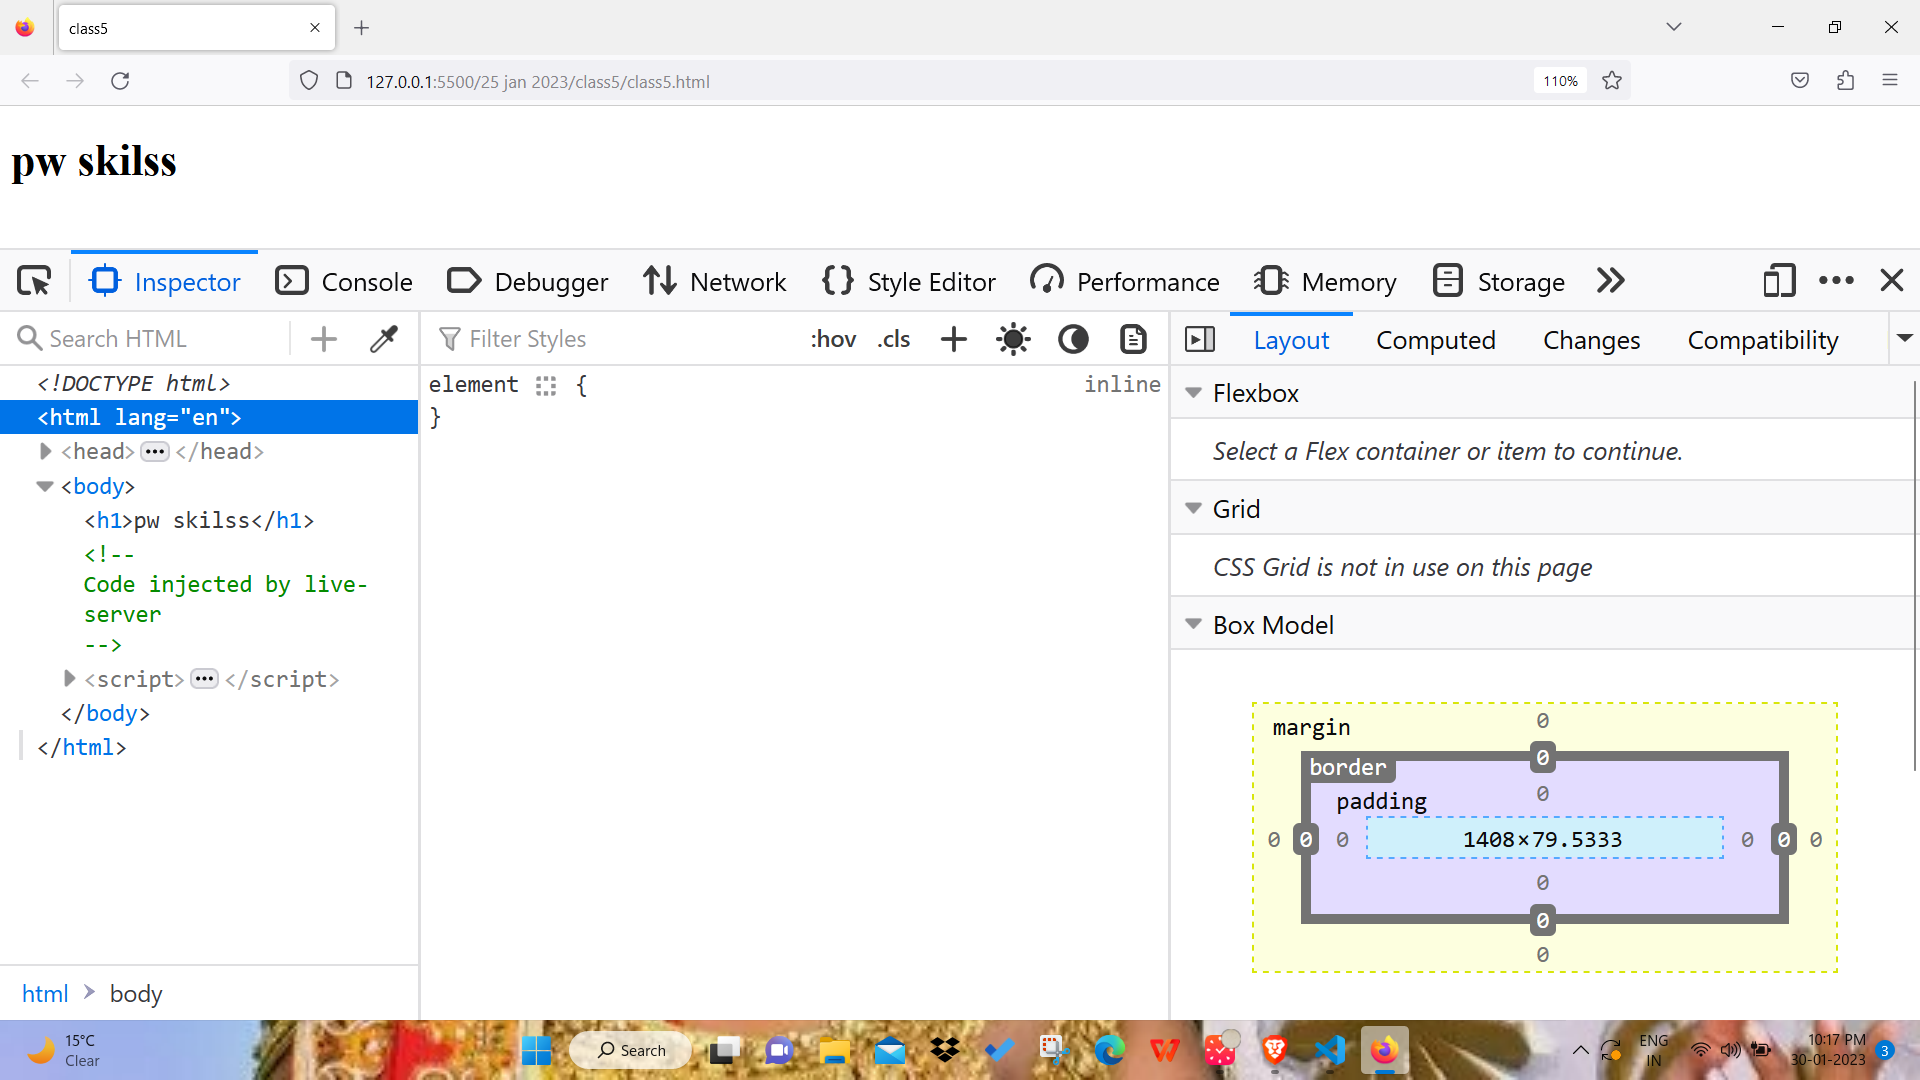 class5
127.0.0.1:5500/25 jan 2023/class5/class5.html
110%
pw skilss
Inspector
Console
Debugger
Network
Style Editor
Performance
Memory
Storage
Search HTML
Filter Styles
:hov
.cls
Layout
Computed
Changes
Compatibility
<!DOCTYPE html>
<html lang="en">
<head>
</head>
<body>
<h1>pw skilss</h1>
<!--
Code injected by live-
server
-->
<script>
</script>
</body>
</html>
html
body
element {
}
inline
Flexbox
Select a Flex container or item to continue.
Grid
CSS Grid is not in use on this page
Box Model
margin
0
border
0
padding
0
0 0 0 1408×79.5333 0 0 0
0
0
0
15°C
Clear
Search
ENG
IN
10:17 PM
30-01-2023
3